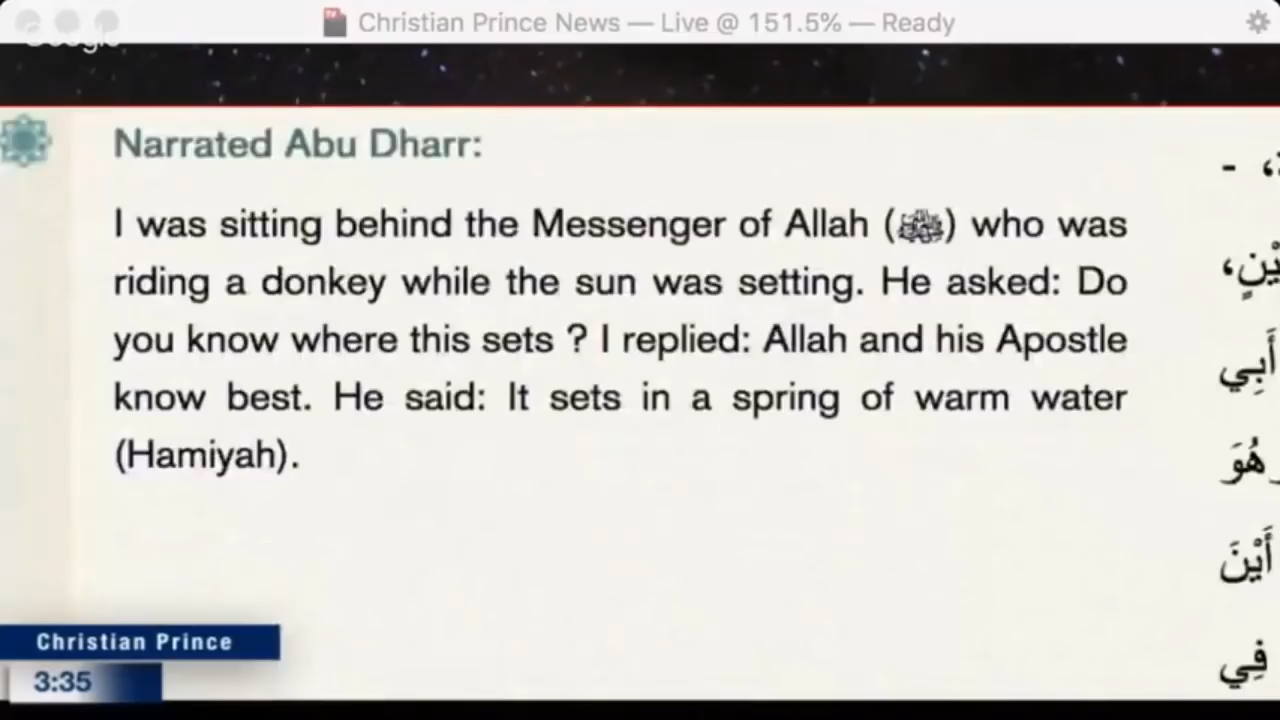 Christian Prince News — Live @ 151.5% — Ready
Google
Narrated Abu Dharr:
I was sitting behind the Messenger of Allah (ﷺ) who was
riding a donkey while the sun was setting. He asked: Do
you know where this sets ? I replied: Allah and his Apostle
know best. He said: It sets in a spring of warm water
(Hamiyah).
أَبِي
أَيْنَ
فِي
Christian Prince
3:35